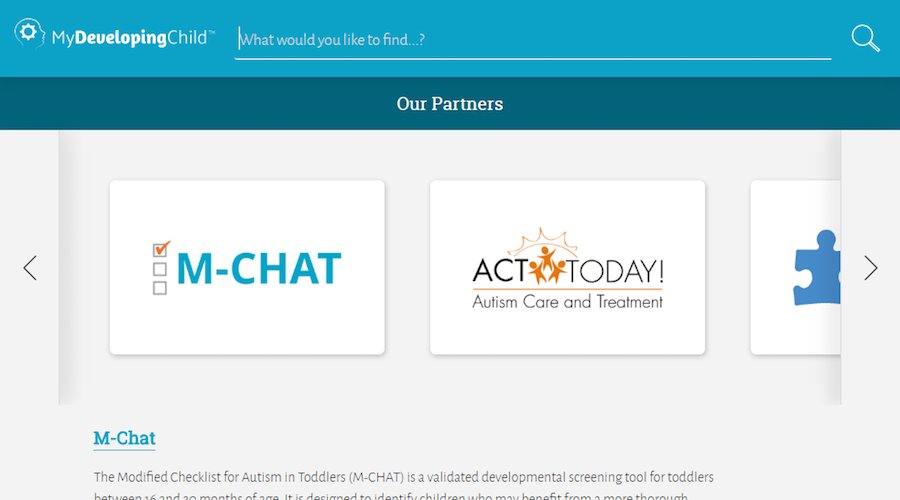 MyDevelopingChild™
What would you like to find...?
Our Partners
M-CHAT
ACT TODAY!
Autism Care and Treatment
M-Chat
The Modified Checklist for Autism in Toddlers (M-CHAT) is a validated developmental screening tool for toddlers
between 16 and 30 months of age. It is designed to identify children who may benefit from a more thorough